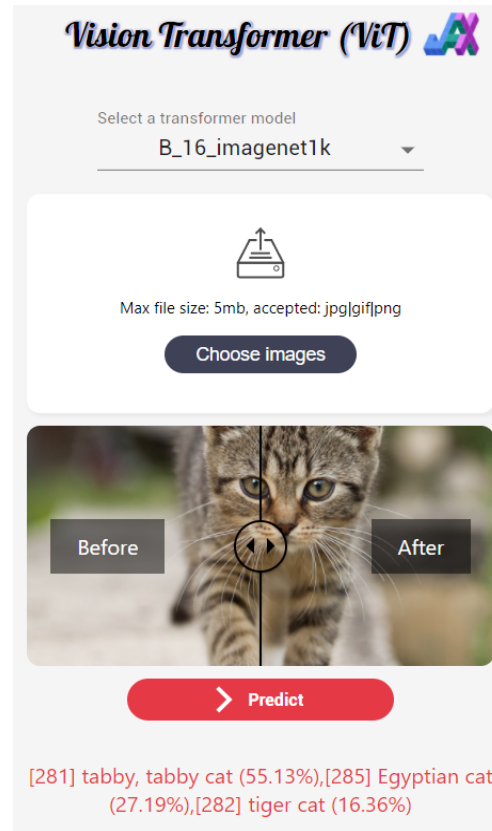 Vision Transformer (ViT) JAX
Select a transformer model
B_16_imagenet1k
Max file size: 5mb, accepted: jpg|gif|png
Choose images
Before
After
Predict
[281] tabby, tabby cat (55.13%),[285] Egyptian cat
(27.19%),[282] tiger cat (16.36%)